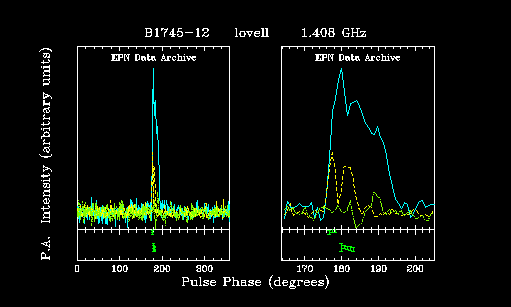 B1745-12 lovell 1.408 GHz
EPN Data Archive EPN Data Archive
P.A. Intensity (arbitrary units)
0 100 200 300 170 180 190 200
Pulse Phase (degrees)